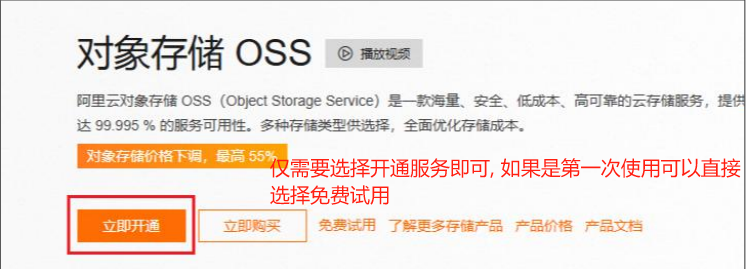 对象存储 OSS 播放视频
阿里云对象存储 OSS（Object Storage Service）是一款海量、安全、低成本、高可靠的云存储服务，提供
达 99.995 % 的服务可用性。多种存储类型供选择，全面优化存储成本。
对象存储价格下调，最高 55%
仅需要选择开通服务即可, 如果是第一次使用可以直接
选择免费试用
立即开通 立即购买 免费试用 了解更多存储产品 产品价格 产品文档